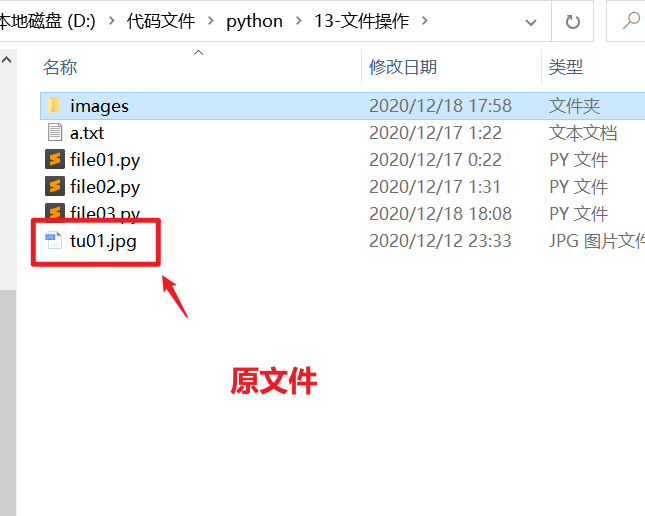 本地磁盘 (D:) › 代码文件 › python › 13-文件操作 ›
名称 修改日期 类型
images 2020/12/18 17:58 文件夹
a.txt 2020/12/17 1:22 文本文档
file01.py 2020/12/17 0:22 PY 文件
file02.py 2020/12/17 1:31 PY 文件
file03.py 2020/12/18 18:08 PY 文件
tu01.jpg 2020/12/12 23:33 JPG 图片文件
原文件